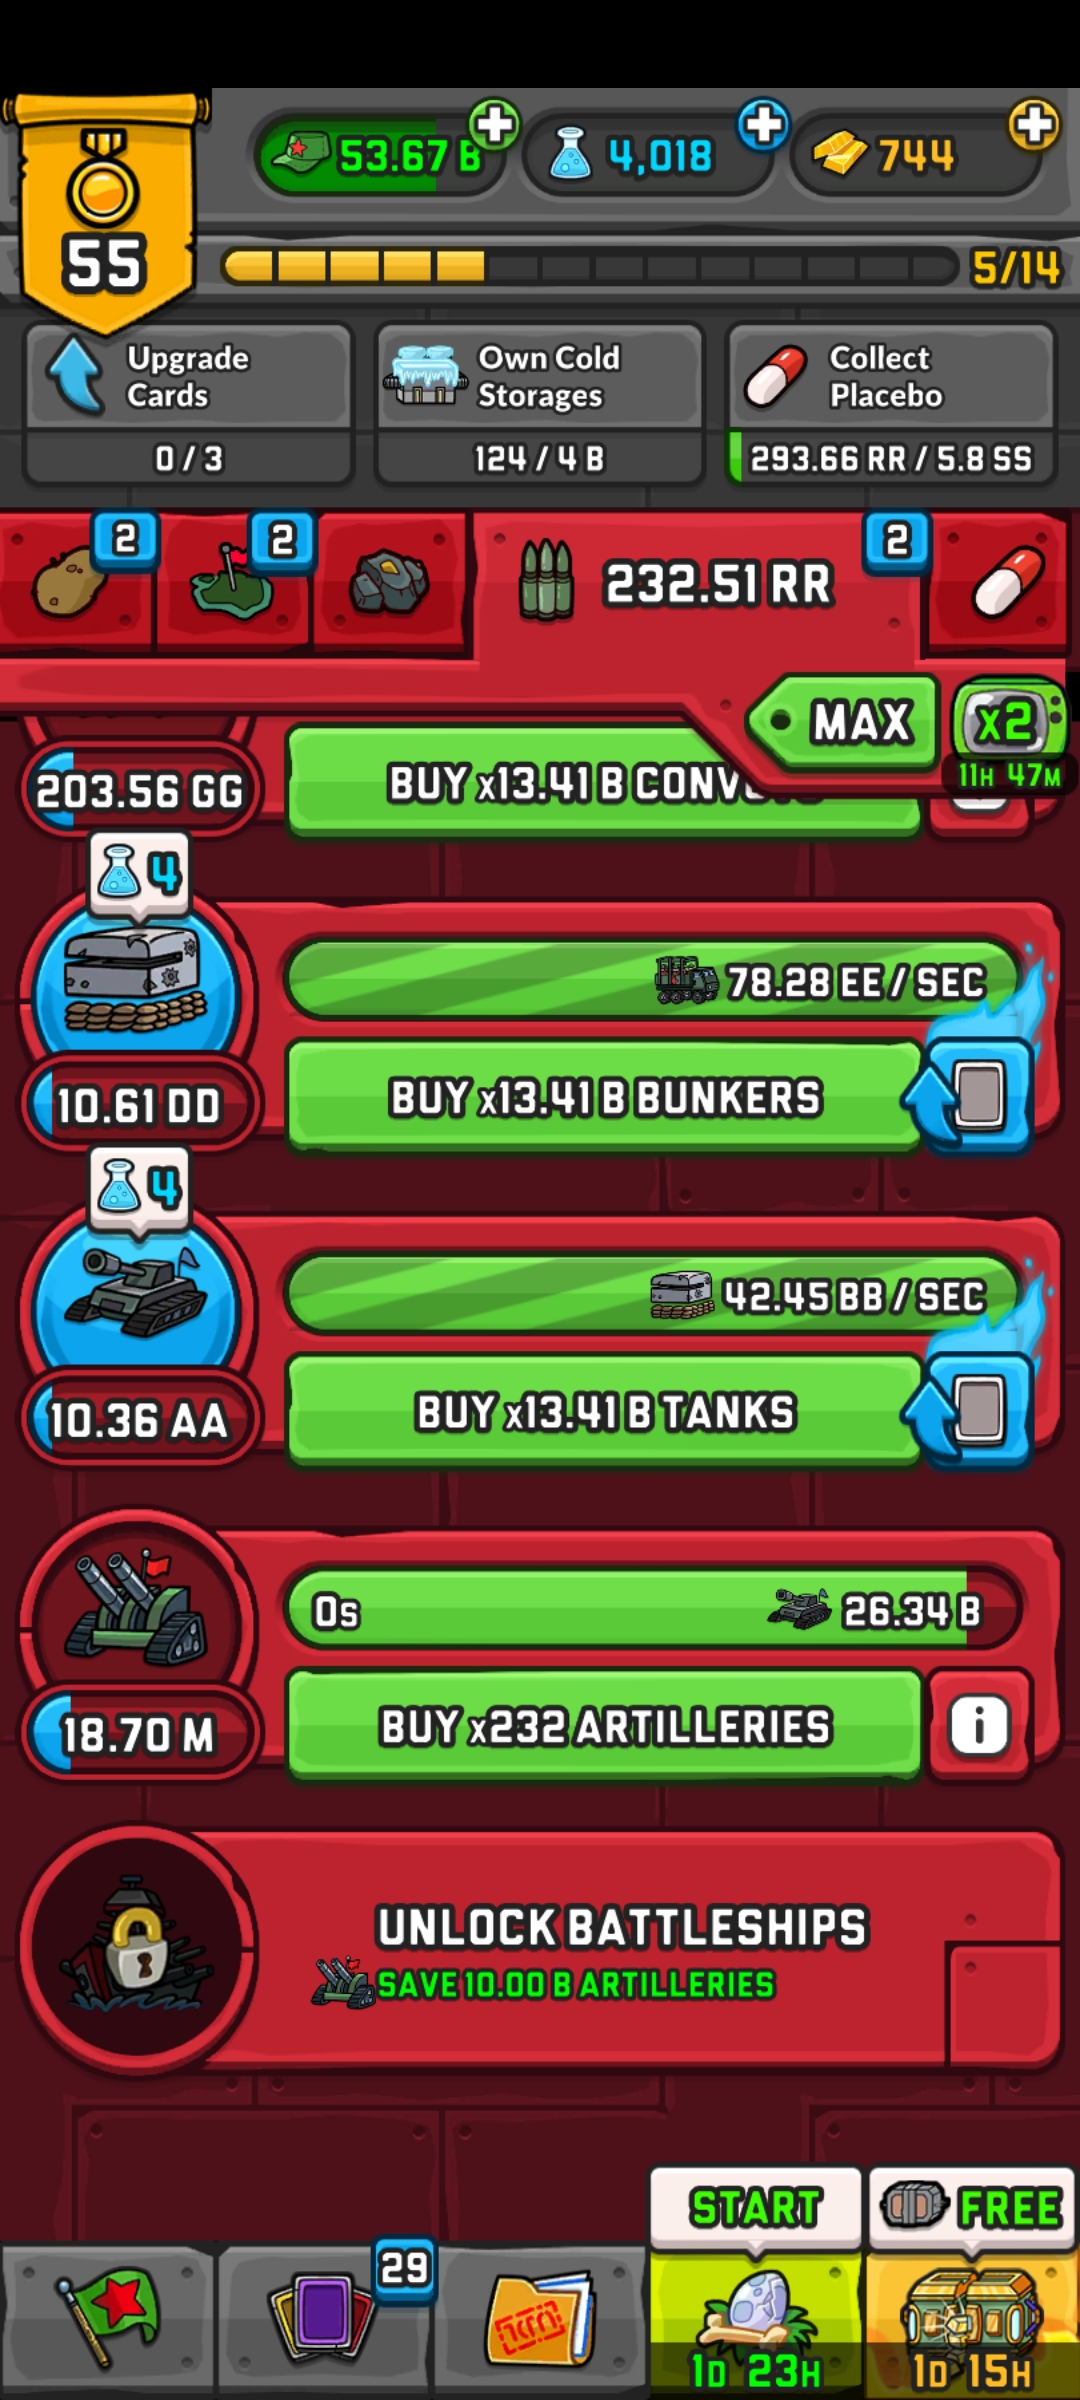 55
53.67 B
4,018
744
5/14
Upgrade
Cards
0 / 3
Own Cold
Storages
124 / 4 B
Collect
Placebo
293.66 RR / 5.8 SS
2
2
232.51 RR
2
MAX
x2
11H 47M
203.56 GG
BUY x13.41 B
4
78.28 EE / SEC
10.61 DD
BUY x13.41 B BUNKERS
4
42.45 BB / SEC
10.36 AA
BUY x13.41 B TANKS
0s
26.34 B
18.70 M
BUY x232 ARTILLERIES
i
UNLOCK BATTLESHIPS
SAVE 10.00 B ARTILLERIES
START
FREE
29
1D 23H
1D 15H